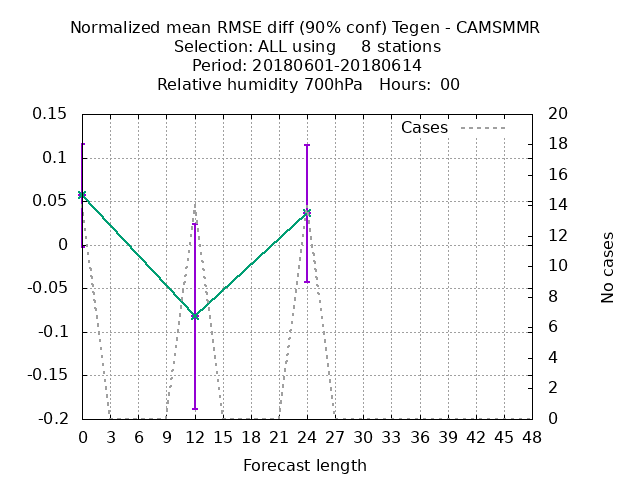 Normalized mean RMSE diff (90% conf) Tegen - CAMSMMR
Selection: ALL using     8 stations
Period: 20180601-20180614
Relative humidity 700hPa   Hours:  00
0.15
0.1
0.05
0
-0.05
-0.1
-0.15
-0.2
Cases
20
18
16
14
12
10
8
6
4
2
0
No cases
0 3 6 9 12 15 18 21 24 27 30 33 36 39 42 45 48
Forecast length